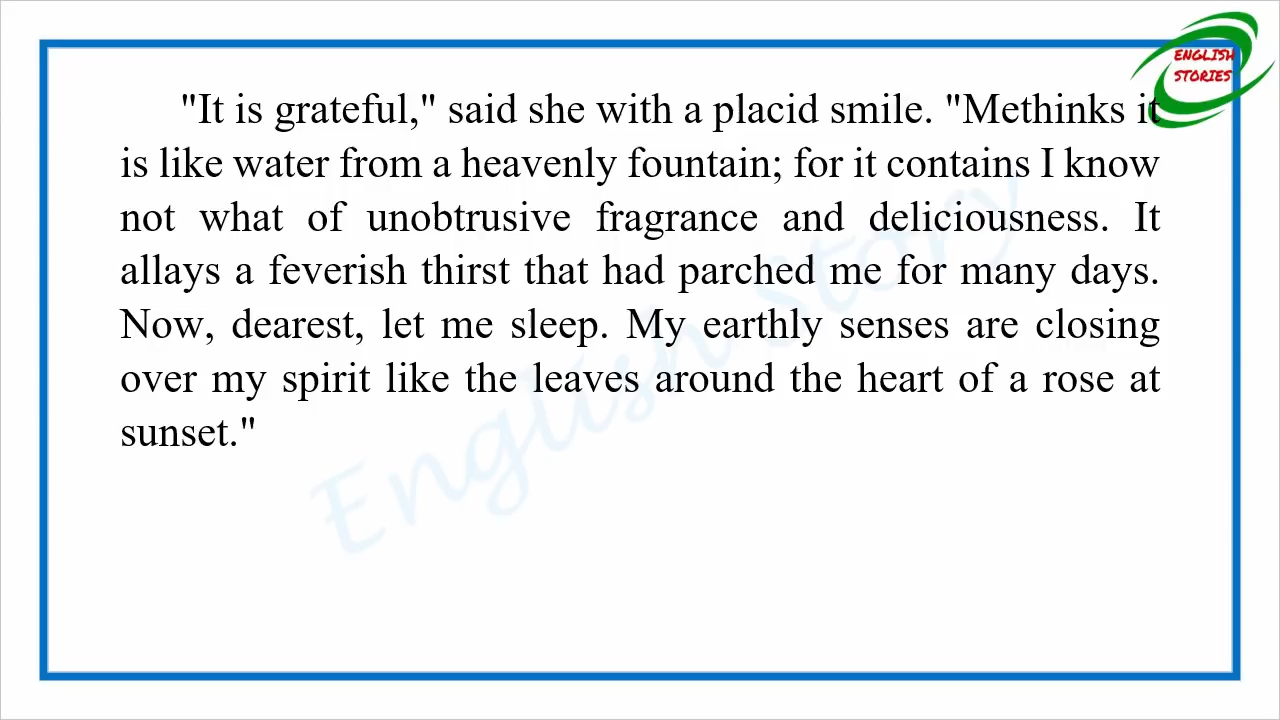 ENGLISH
STORIES
"It is grateful," said she with a placid smile. "Methinks it
is like water from a heavenly fountain; for it contains I know
not what of unobtrusive fragrance and deliciousness. It
allays a feverish thirst that had parched me for many days.
Now, dearest, let me sleep. My earthly senses are closing
over my spirit like the leaves around the heart of a rose at
sunset."
English Story